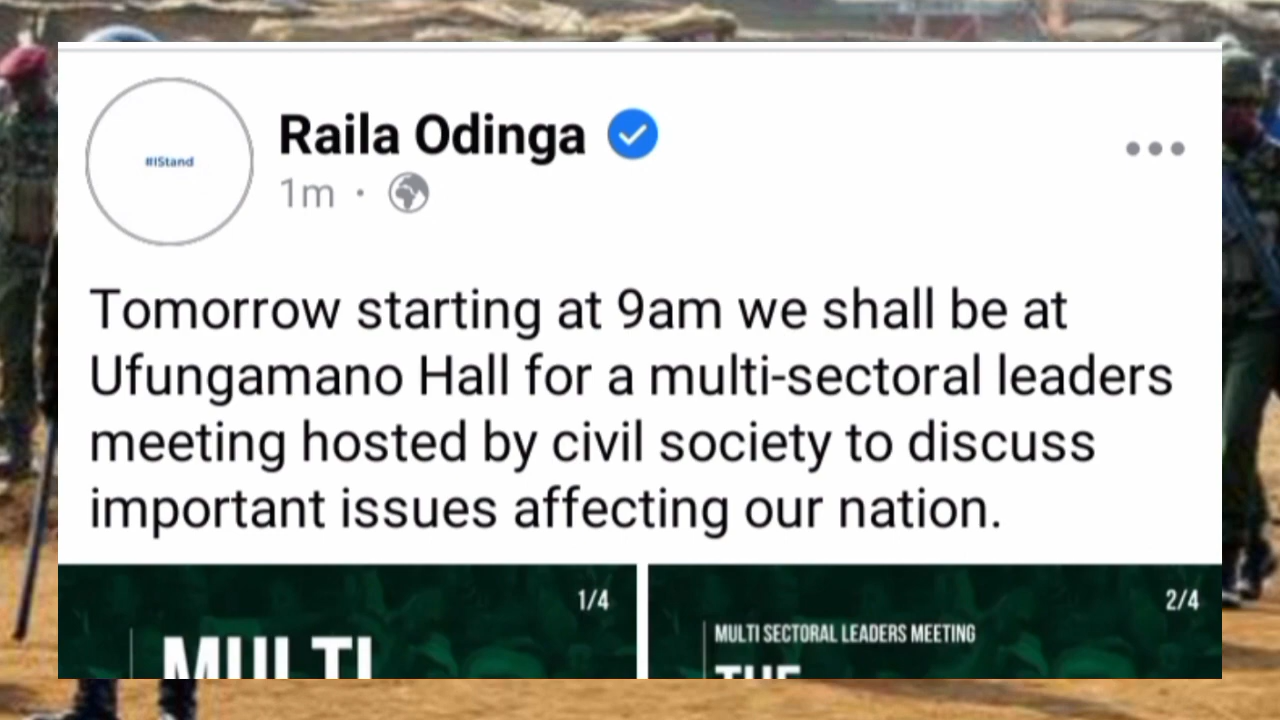 #IStand
Raila Odinga
1m
Tomorrow starting at 9am we shall be at
Ufungamano Hall for a multi-sectoral leaders
meeting hosted by civil society to discuss
important issues affecting our nation.
1/4
MULTI
2/4
MULTI SECTORAL LEADERS MEETING
THE